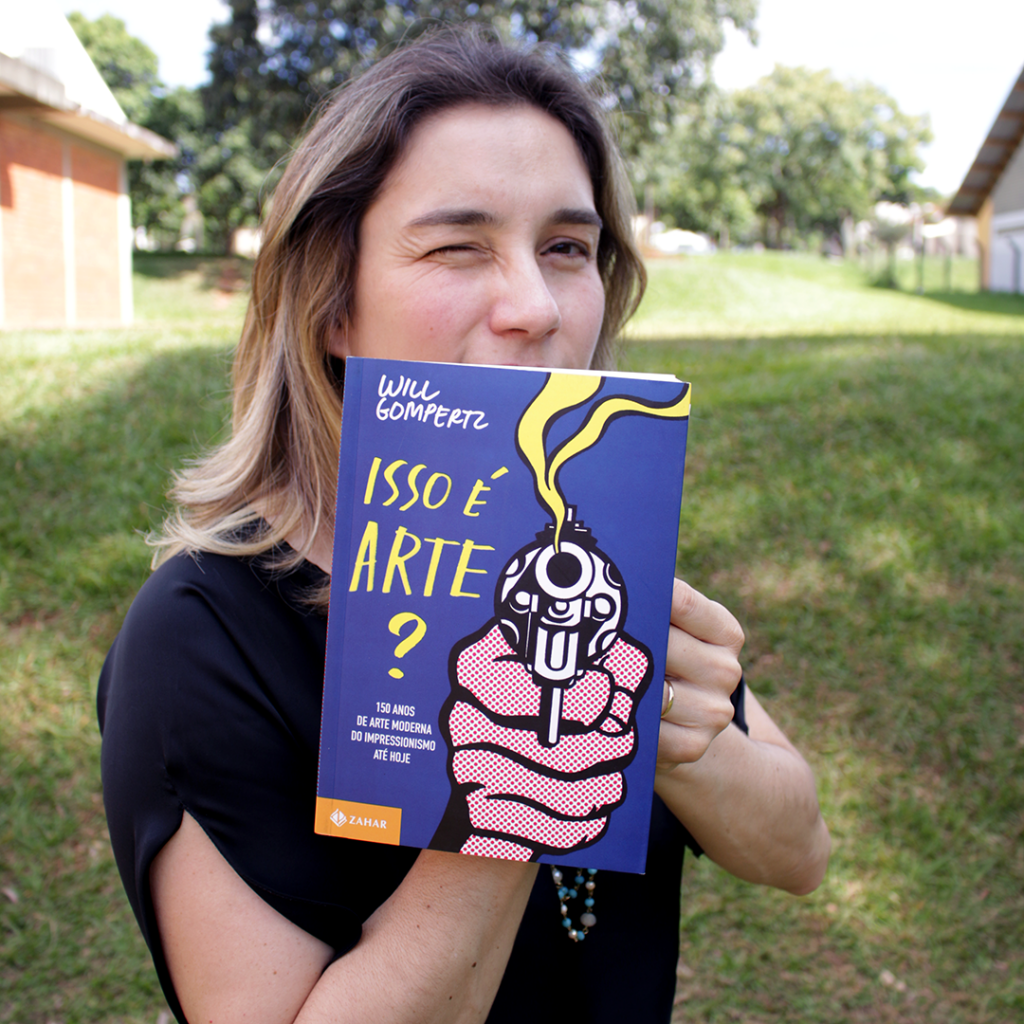 WILL
GOMPERTZ
ISSO É
ARTE
?
150 ANOS
DE ARTE MODERNA
DO IMPRESSIONISMO
ATÉ HOJE
ZAHAR